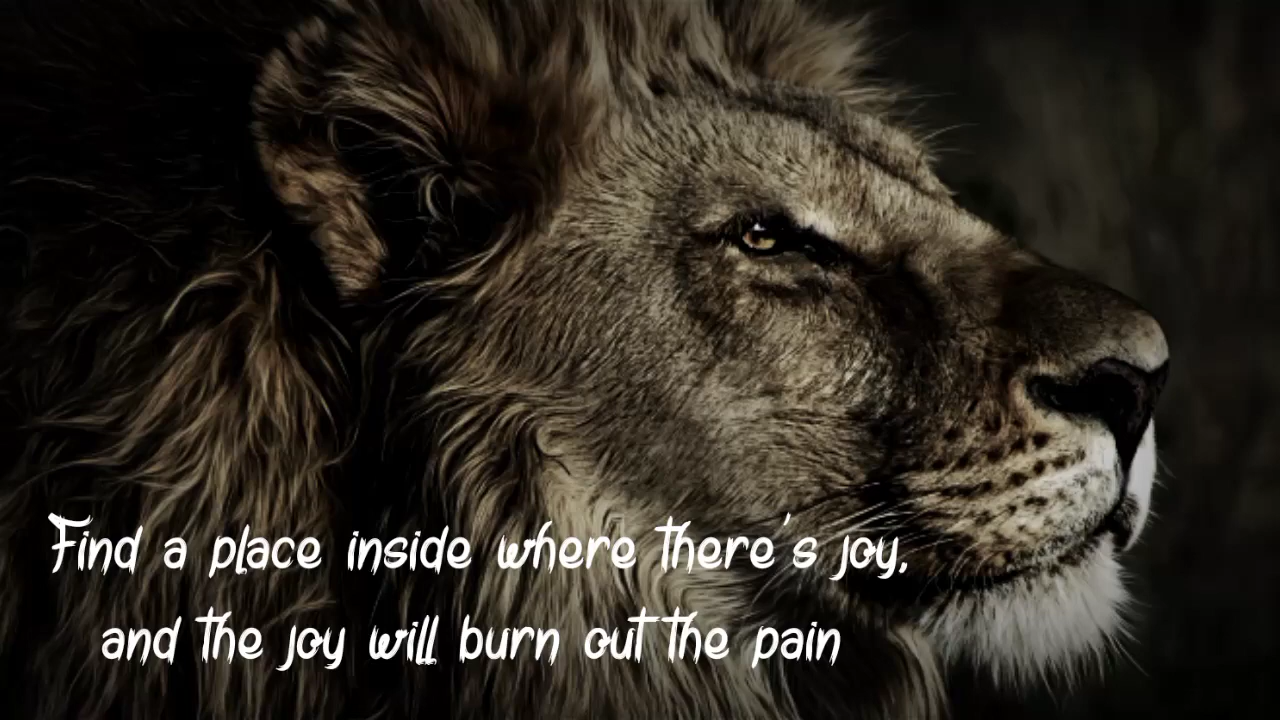 Find a place inside where there's joy,
and the joy will burn out the pain